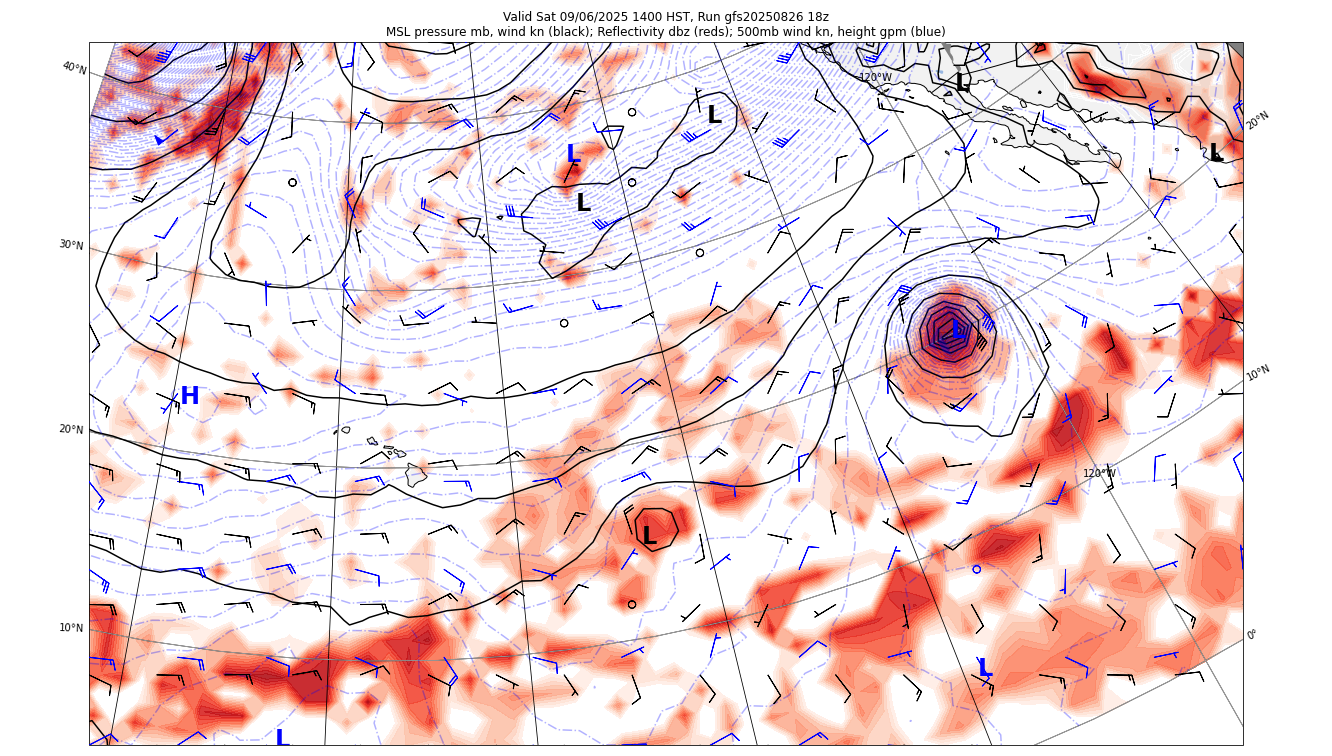 Valid Sat 09/06/2025 1400 HST, Run gfs20250826 18z
MSL pressure mb, wind kn (black); Reflectivity dbz (reds); 500mb wind kn, height gpm (blue)
40°N
120°W
L
L
20°N
L
L
L
30°N
L
H
10°N
20°N
120°W
L
10°N
0°
L
L